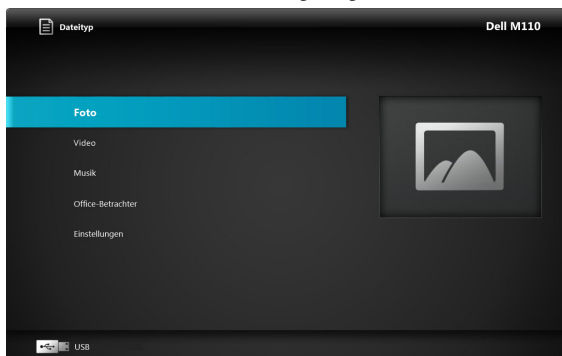 Dateityp
Dell M110
Foto
Video
Musik
Office-Betrachter
Einstellungen
USB